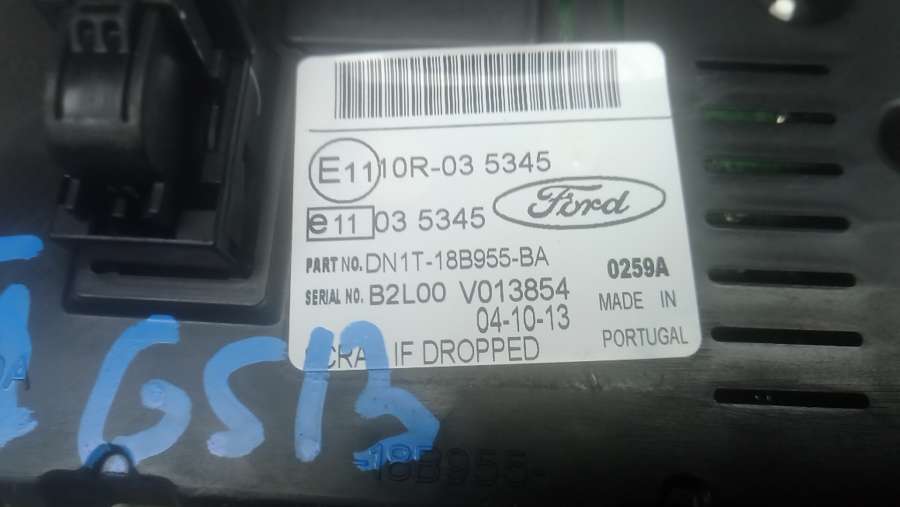 E11 10R-03 5345
e11 03 5345
Ford
PART NO. DN1T-18B955-BA
0259A
SERIAL NO. B2L00 V013854
04-10-13
MADE IN
PORTUGAL
SCRAP IF DROPPED
-18B955-